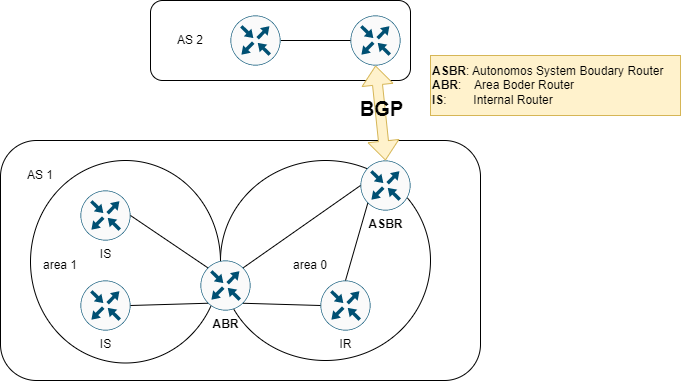 AS 2
ASBR: Autonomos System Boudary Router
ABR: Area Boder Router
IS: Internal Router
BGP
AS 1
ASBR
IS
area 1
area 0
ABR
IS
IR